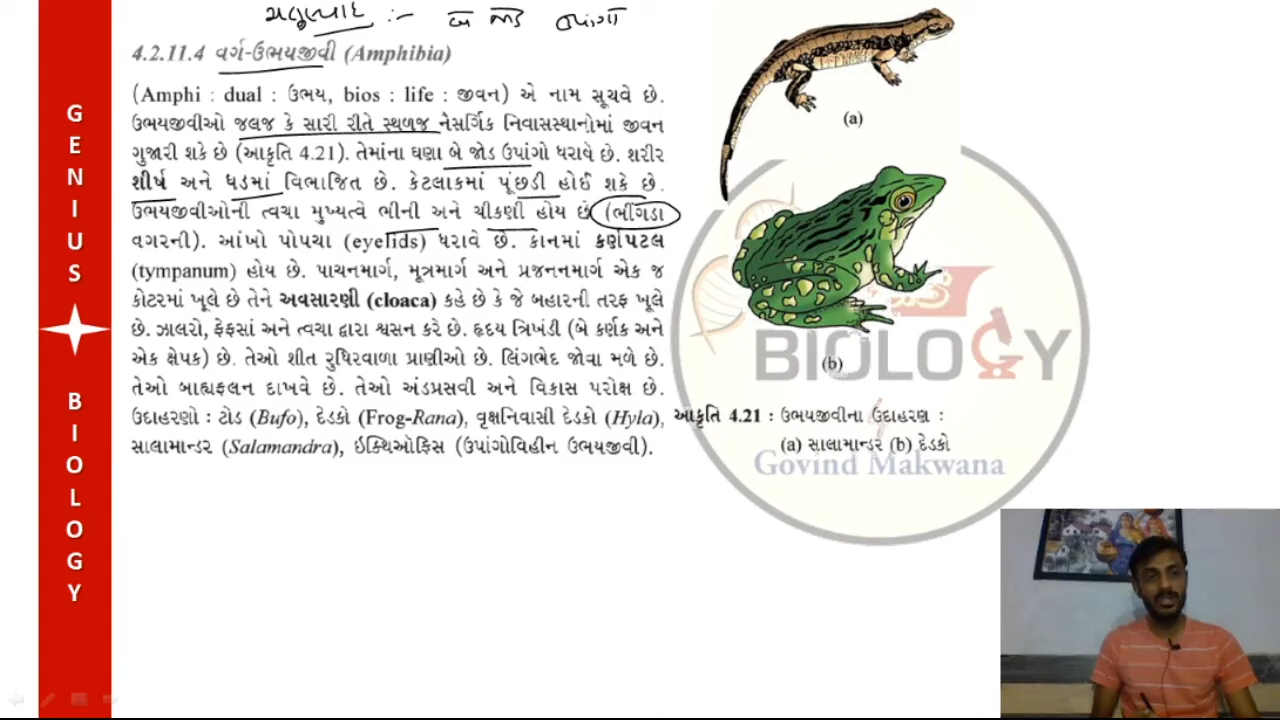 ચતુષ્પાદ :- બે જોડ ઉપાંગો
4.2.11.4 વર્ગ-ઉભયજીવી (Amphibia)
(Amphi : dual : ઉભય, bios : life : જીવન) એ નામ સૂચવે છે.
ઉભયજીવીઓ જલજ કે સારી રીતે સ્થળજ નૈસર્ગિક નિવાસસ્થાનોમાં જીવન
ગુજારી શકે છે (આકૃતિ 4.21). તેમાંના ઘણા બે જોડ ઉપાંગો ધરાવે છે. શરીર
શીર્ષ અને ધડમાં વિભાજિત છે. કેટલાકમાં પૂંછડી હોઈ શકે છે.
ઉભયજીવીઓની ત્વચા મુખ્યત્વે ભીની અને ચીકણી હોય છે (ભીંગડા
વગરની). આંખો પોપચા (eyelids) ધરાવે છે. કાનમાં કર્ણપટલ
(tympanum) હોય છે. પાચનમાર્ગ, મૂત્રમાર્ગ અને પ્રજનનમાર્ગ એક જ
કોટરમાં ખૂલે છે તેને અવસારણી (cloaca) કહે છે કે જે બહારની તરફ ખૂલે
છે. ઝાલરો, ફેફસાં અને ત્વચા દ્વારા શ્વસન કરે છે. હૃદય ત્રિખંડી (બે કર્ણક અને
એક ક્ષેપક) છે. તેઓ શીત રુધિરવાળા પ્રાણીઓ છે. લિંગભેદ જોવા મળે છે.
તેઓ બાહ્યફલન દાખવે છે. તેઓ અંડપ્રસવી અને વિકાસ પરોક્ષ છે.
ઉદાહરણો : ટોડ (Bufo), દેડકો (Frog-Rana), વૃક્ષનિવાસી દેડકો (Hyla),
સાલામાન્ડર (Salamandra), ઇક્થિઓફિસ (ઉપાંગોવિહીન ઉભયજીવી).
(a)
(b)
આકૃતિ 4.21 : ઉભયજીવીના ઉદાહરણ :
(a) સાલામાન્ડર (b) દેડકો
GENIUS
BIOLOGY
BIOLOGY
Govind Makwana